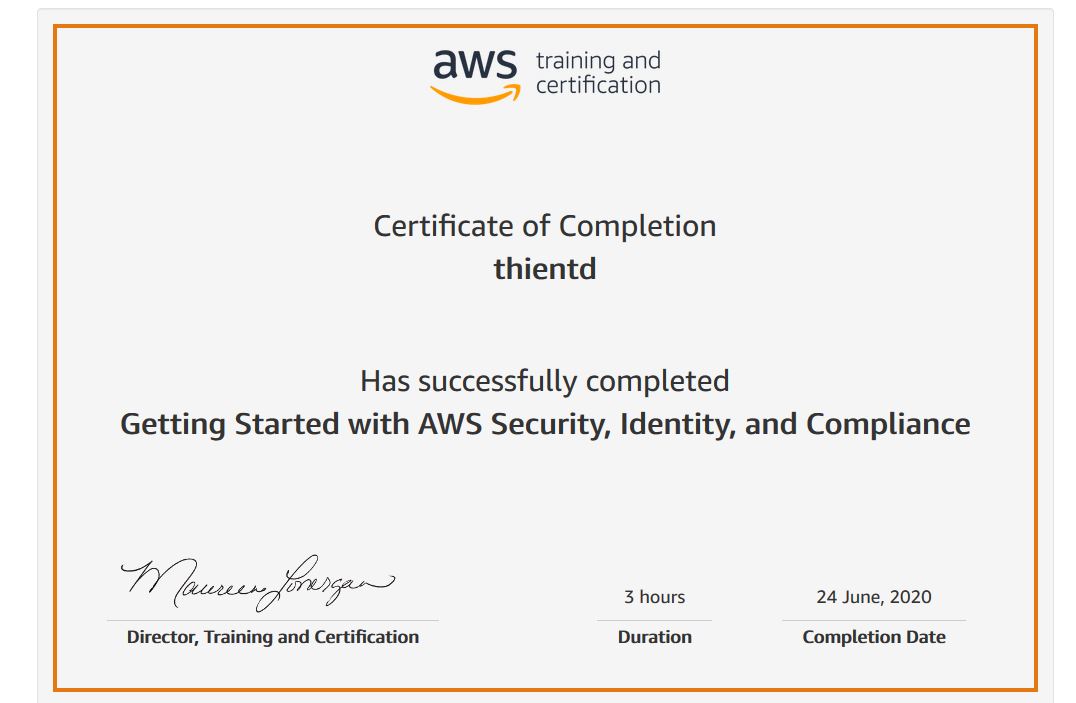 aws training and
certification
Certificate of Completion
thientd
Has successfully completed
Getting Started with AWS Security, Identity, and Compliance
Maureen Lonergan
3 hours
24 June, 2020
Director, Training and Certification
Duration
Completion Date